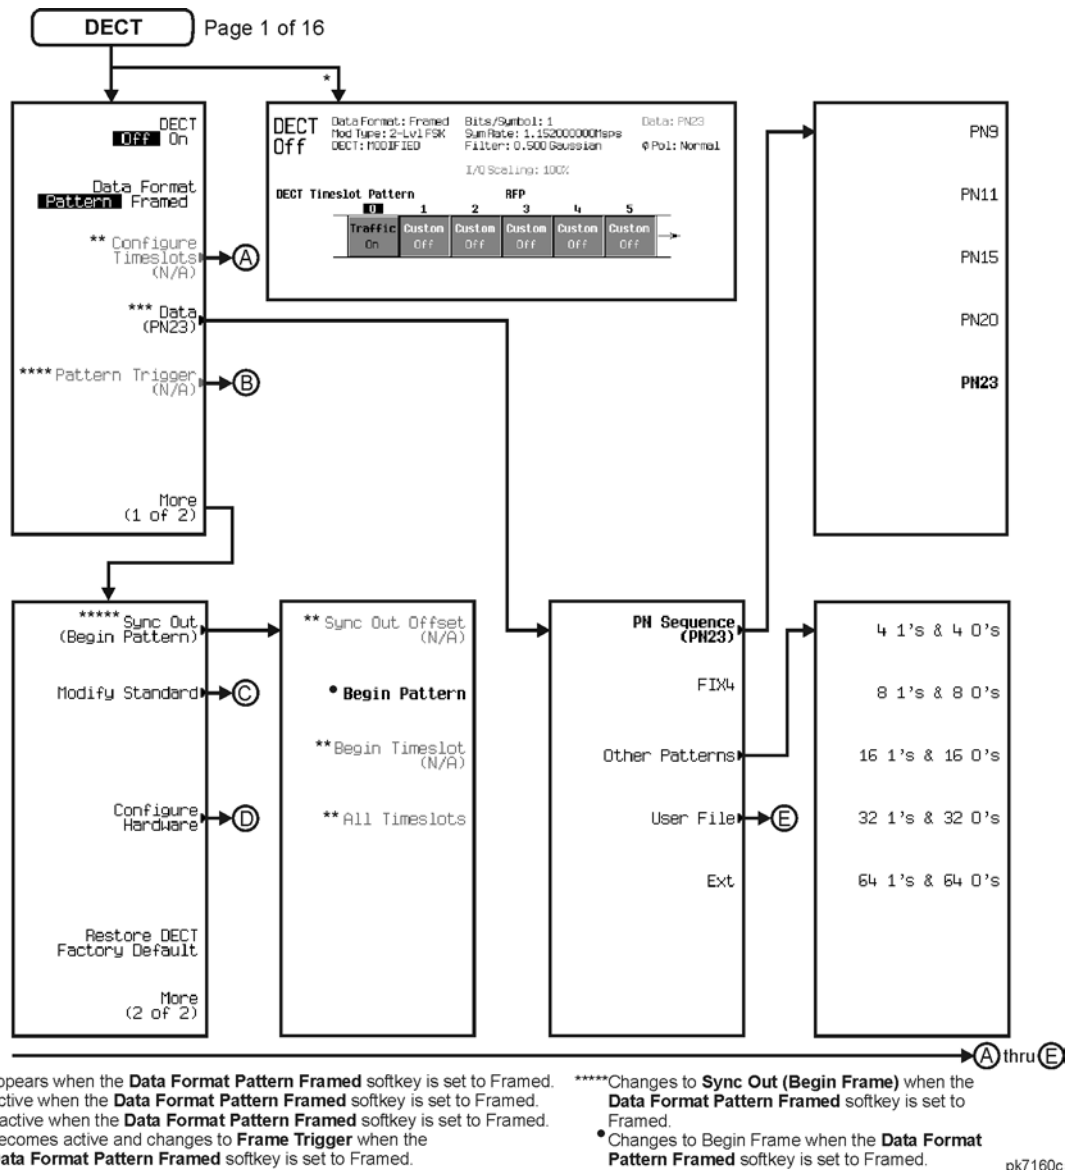 DECT
Page 1 of 16
*
DECT
Off On
Data Format
Pattern Framed
** Configure
Timeslots
(N/A)
A
*** Data
(PN23)
**** Pattern Trigger
(N/A)
B
More
(1 of 2)
DECT
Off
Data Format: Framed
Mod Type: 2-Lvl FSK
DECT: MODIFIED
Bits/Symbol: 1
Sym Rate: 1.152000000Msps
Filter: 0.500 Gaussian
Data: PN23
Φ Pol: Normal
I/Q Scaling: 100%
DECT Timeslot Pattern RFP
0 1 2 3 4 5
Traffic Custom Custom Custom Custom Custom
On Off Off Off Off Off
PN9
PN11
PN15
PN20
PN23
***** Sync Out
(Begin Pattern)
Modify Standard
C
Configure
Hardware
D
Restore DECT
Factory Default
More
(2 of 2)
** Sync Out Offset
(N/A)
• Begin Pattern
** Begin Timeslot
(N/A)
** All Timeslots
PN Sequence
(PN23)
FIX4
Other Patterns
User File
E
Ext
4 1's & 4 0's
8 1's & 8 0's
16 1's & 16 0's
32 1's & 32 0's
64 1's & 64 0's
A thru E
when the Data Format Pattern Framed softkey is set to Framed.
when the Data Format Pattern Framed softkey is set to Framed.
when the Data Format Pattern Framed softkey is set to Framed.
active and changes to Frame Trigger when the
Data Format Pattern Framed softkey is set to Framed.
*****Changes to Sync Out (Begin Frame) when the
Data Format Pattern Framed softkey is set to
Framed.
• Changes to Begin Frame when the Data Format
Pattern Framed softkey is set to Framed.
pk7160c